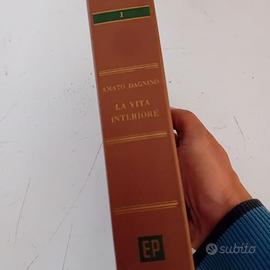 1
AMATO DAGNINO
LA VITA
INTERIORE
EP
subito